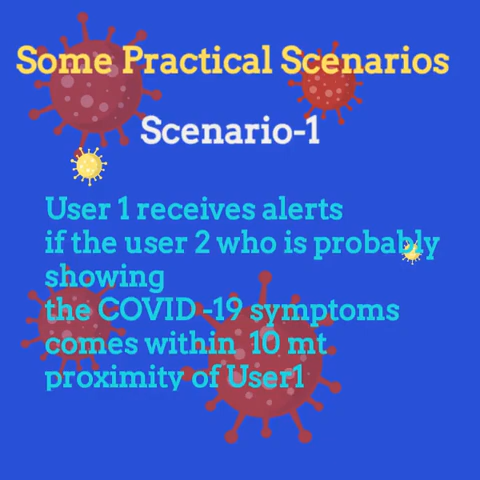 Some Practical Scenarios
Scenario-1
User 1 receives alerts
if the user 2 who is probably
showing
the COVID -19 symptoms
comes within 10 mt
proximity of User1